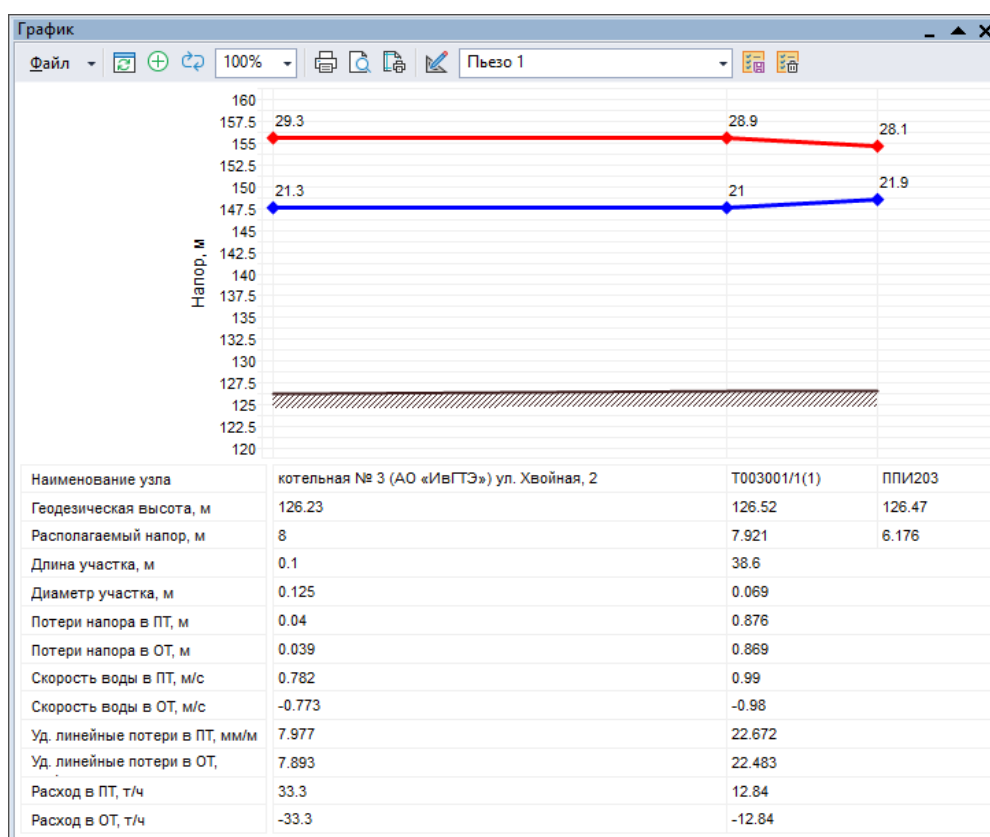 График
Файл 100% Пьезо 1
160
157.5
155
152.5
150
147.5
145
142.5
140
137.5
135
132.5
130
127.5
125
122.5
120
Напор, м
29.3 28.9 28.1
21.3 21 21.9
Наименование узла котельная № 3 (АО «ИвГТЭ») ул. Хвойная, 2 Т003001/1(1) ППИ203
Геодезическая высота, м 126.23 126.52 126.47
Располагаемый напор, м 8 7.921 6.176
Длина участка, м 0.1 38.6
Диаметр участка, м 0.125 0.069
Потери напора в ПТ, м 0.04 0.876
Потери напора в ОТ, м 0.039 0.869
Скорость воды в ПТ, м/с 0.782 0.99
Скорость воды в ОТ, м/с -0.773 -0.98
Уд. линейные потери в ПТ, мм/м 7.977 22.672
Уд. линейные потери в ОТ, 7.893 22.483
Расход в ПТ, т/ч 33.3 12.84
Расход в ОТ, т/ч -33.3 -12.84